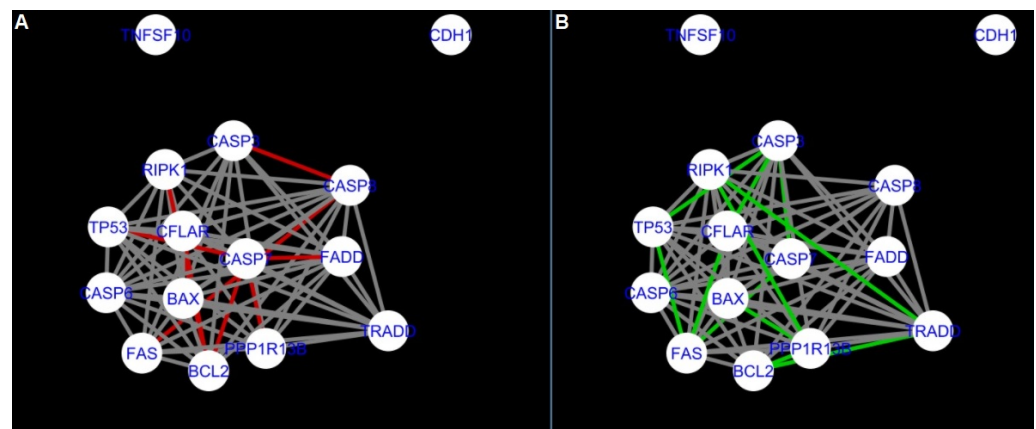 A
TNFSF10
CDH1
CASP3
RIPK1
CASP8
TP53
CFLAR
CASP7
FADD
CASP6
BAX
FAS
PPP1R13B
BCL2
TRADD
B
TNFSF10
CDH1
CASP3
RIPK1
CASP8
TP53
CFLAR
CASP7
FADD
CASP6
BAX
FAS
PPP1R13B
BCL2
TRADD